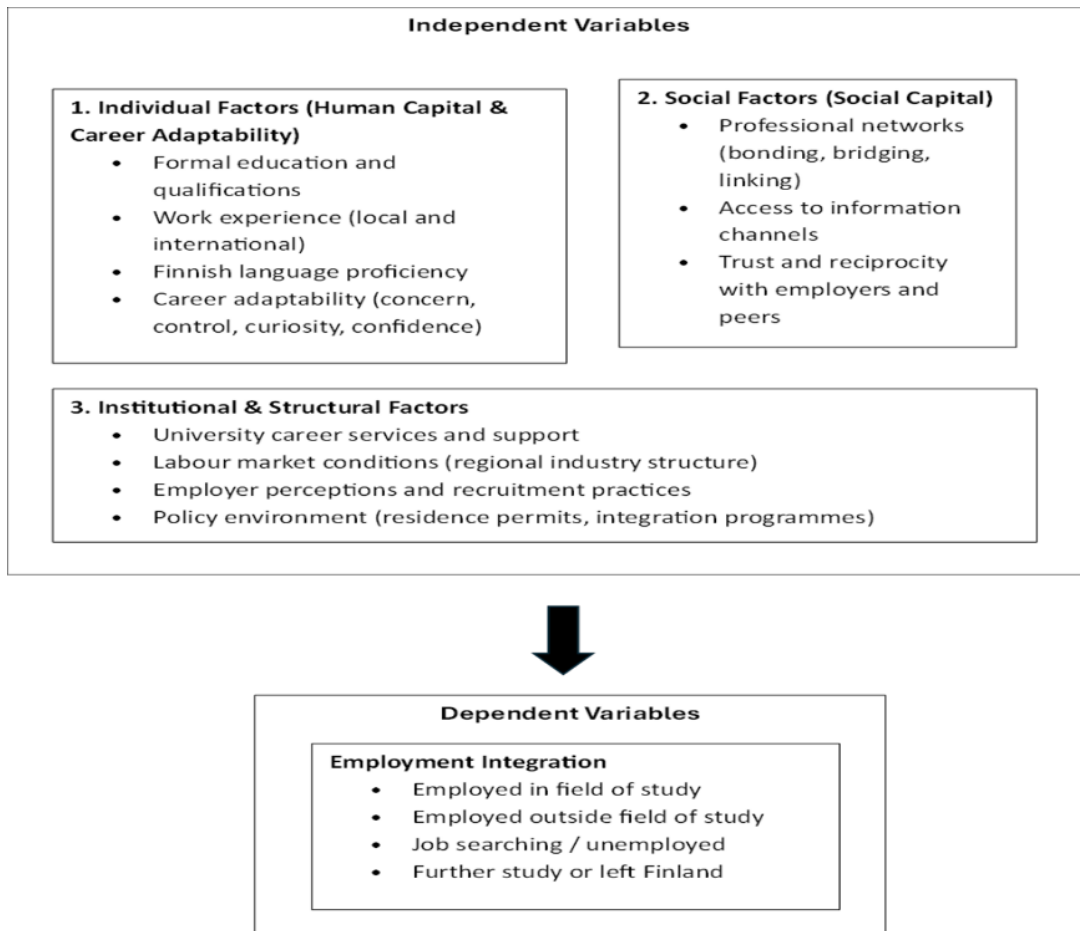 Independent Variables
1. Individual Factors (Human Capital &
Career Adaptability)
• Formal education and
qualifications
• Work experience (local and
international)
• Finnish language proficiency
• Career adaptability (concern,
control, curiosity, confidence)
2. Social Factors (Social Capital)
• Professional networks
(bonding, bridging,
linking)
• Access to information
channels
• Trust and reciprocity
with employers and
peers
3. Institutional & Structural Factors
• University career services and support
• Labour market conditions (regional industry structure)
• Employer perceptions and recruitment practices
• Policy environment (residence permits, integration programmes)
Dependent Variables
Employment Integration
• Employed in field of study
• Employed outside field of study
• Job searching / unemployed
• Further study or left Finland